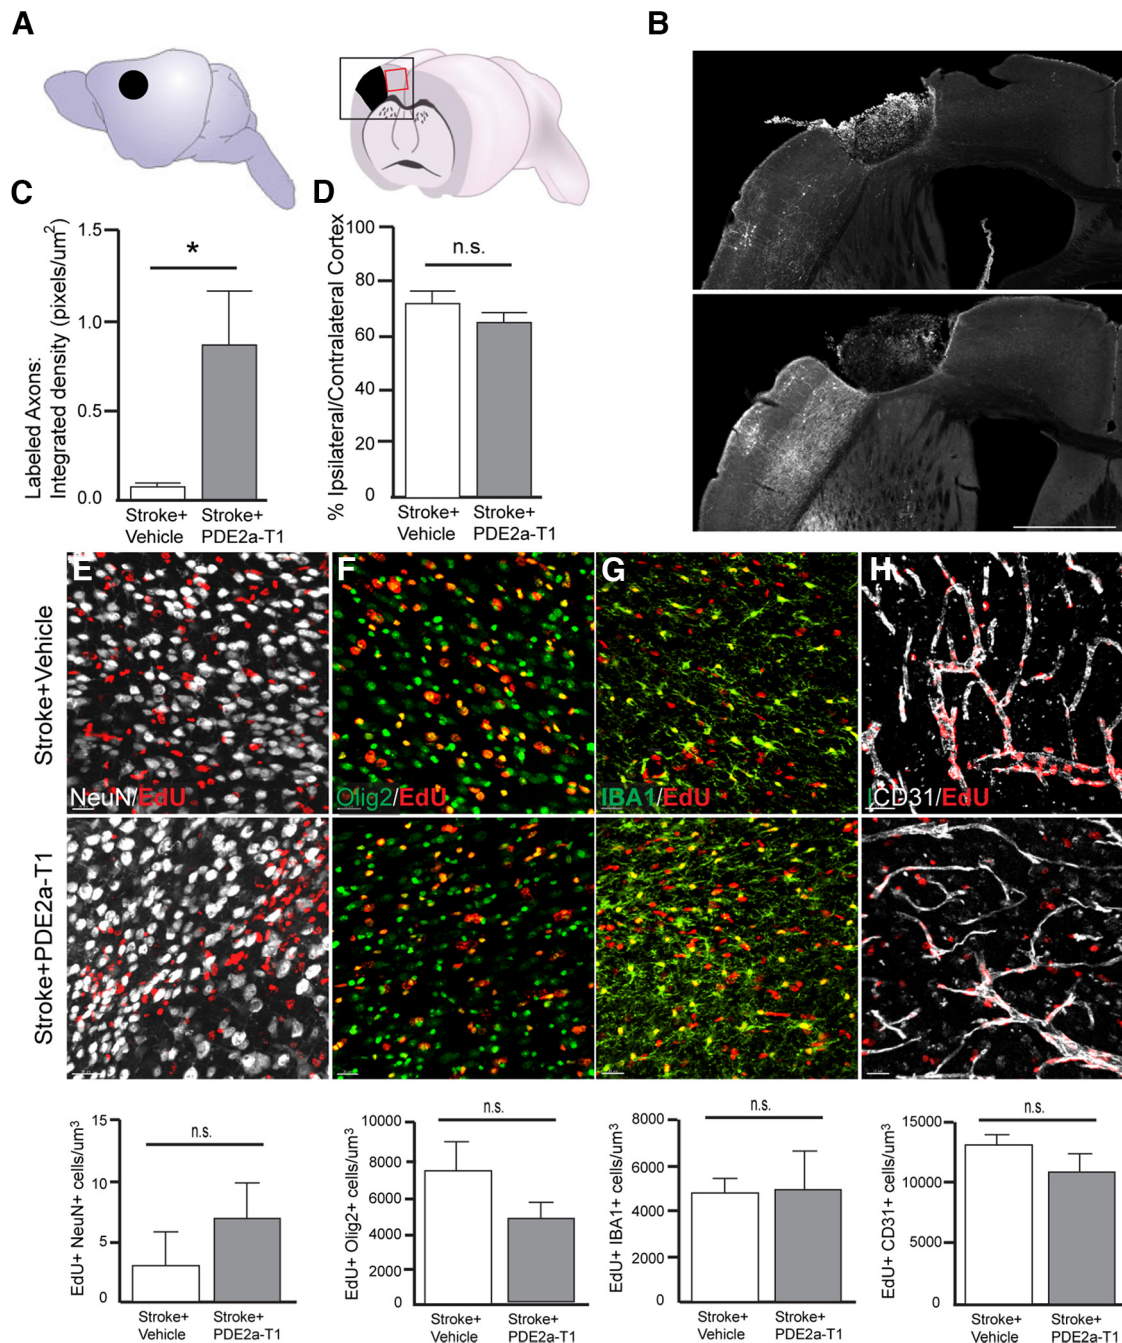 A
B
C
Labeled Axons:
Integrated density (pixels/um²)
1.5
1.0
0.5
0.0
*
Stroke+
Vehicle
Stroke+
PDE2a-T1
D
% Ipsilateral/Contralateral Cortex
100
80
60
40
20
0
n.s.
Stroke+
Vehicle
Stroke+
PDE2a-T1
Stroke+Vehicle
E
NeuN/EdU
F
Olig2/EdU
G
IBA1/EdU
H
CD31/EdU
Stroke+PDE2a-T1
EdU+ NeuN+ cells/um³
15
10
5
0
n.s.
Stroke+
Vehicle
Stroke+
PDE2a-T1
EdU+ Olig2+ cells/um³
10000
8000
6000
4000
2000
0
n.s.
Stroke+
Vehicle
Stroke+
PDE2a-T1
EdU+ IBA1+ cells/um³
8000
6000
4000
2000
0
n.s.
Stroke+
Vehicle
Stroke+
PDE2a-T1
EdU+ CD31+ cells/um³
15000
10000
5000
0
n.s.
Stroke+
Vehicle
Stroke+
PDE2a-T1